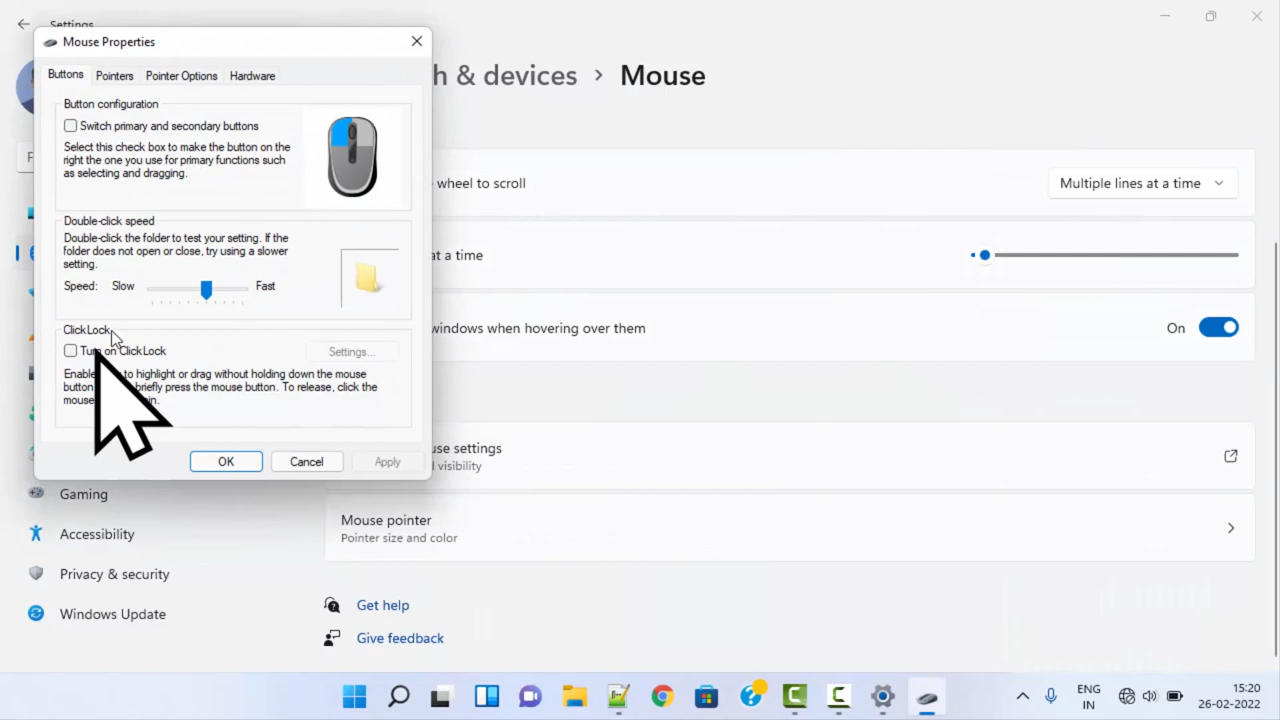 Settings
Mouse Properties
Buttons
Pointers
Pointer Options
Hardware
h & devices > Mouse
Button configuration
Switch primary and secondary buttons
Select this check box to make the button on the
right the one you use for primary functions such
as selecting and dragging.
wheel to scroll
Multiple lines at a time
Double-click speed
Double-click the folder to test your setting. If the
folder does not open or close, try using a slower
setting.
Speed: Slow Fast
at a time
ClickLock
Turn on ClickLock
Settings...
to highlight or drag without holding down the mouse
button. briefly press the mouse button. To release, click the
mouse
windows when hovering over them
On
OK
Cancel
Apply
settings
visibility
Mouse pointer
Pointer size and color
Gaming
Accessibility
Privacy & security
Windows Update
Get help
Give feedback
ENG
IN
15:20
26-02-2022